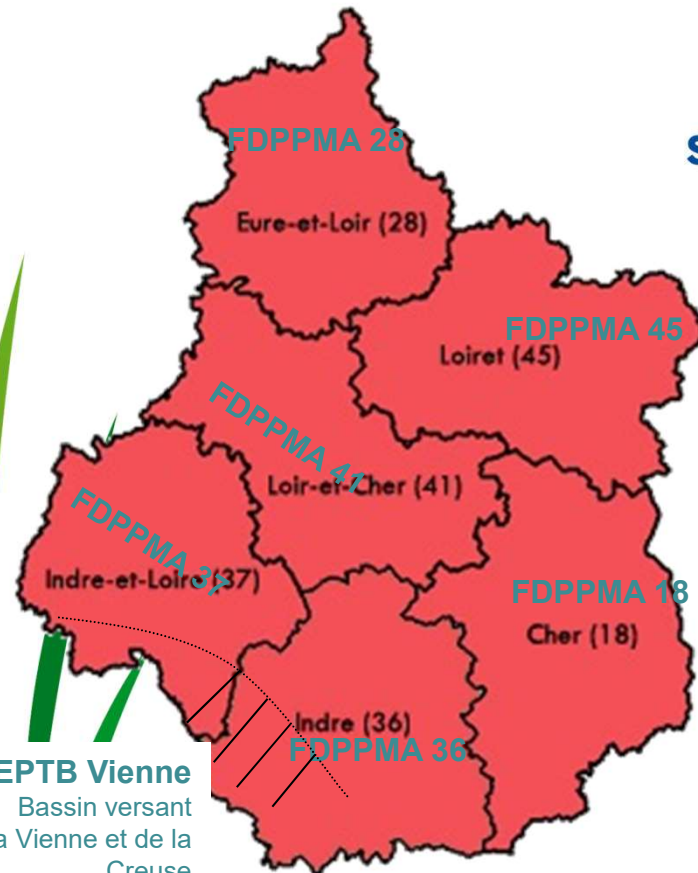 FDPPMA 28
S
Eure-et-Loir (28)
FDPPMA 45
Loiret (45)
FDPPMA 41
Loir-et-Cher (41)
FDPPMA 37
Indre-et-Loire (37)
FDPPMA 18
Cher (18)
Indre (36)
FDPPMA 36
EPTB Vienne
Bassin versant
a Vienne et de la
Creuse